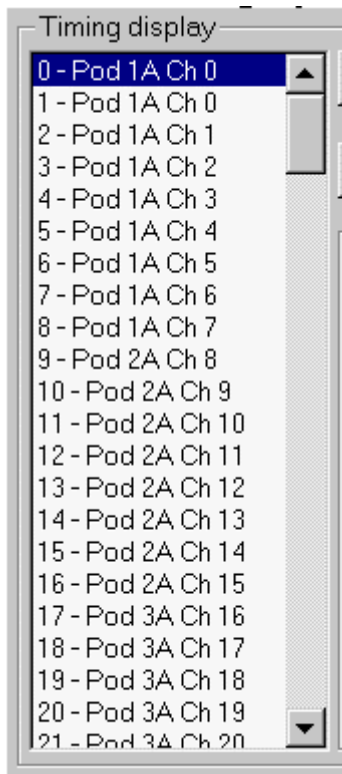 Timing display
0 - Pod 1A Ch 0
1 - Pod 1A Ch 0
2 - Pod 1A Ch 1
3 - Pod 1A Ch 2
4 - Pod 1A Ch 3
5 - Pod 1A Ch 4
6 - Pod 1A Ch 5
7 - Pod 1A Ch 6
8 - Pod 1A Ch 7
9 - Pod 2A Ch 8
10 - Pod 2A Ch 9
11 - Pod 2A Ch 10
12 - Pod 2A Ch 11
13 - Pod 2A Ch 12
14 - Pod 2A Ch 13
15 - Pod 2A Ch 14
16 - Pod 2A Ch 15
17 - Pod 3A Ch 16
18 - Pod 3A Ch 17
19 - Pod 3A Ch 18
20 - Pod 3A Ch 19
21 - Pod 3A Ch 20